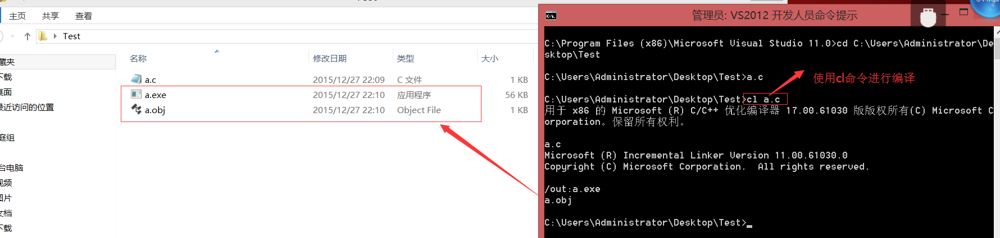 主页 共享 查看
Test
名称 修改日期 类型 大小
a.c 2015/12/27 22:09 C 文件 1 KB
a.exe 2015/12/27 22:10 应用程序 56 KB
a.obj 2015/12/27 22:10 Object File 1 KB
藏夹
下载
桌面
最近访问的位置
庭组
台电脑
视频
图片
文档
下载
管理员: VS2012 开发人员命令提示
C:\Program Files (x86)\Microsoft Visual Studio 11.0>cd C:\Users\Administrator\De
sktop\Test
C:\Users\Administrator\Desktop\Test>a.c
使用cl命令进行编译
C:\Users\Administrator\Desktop\Test>cl a.c
用于 x86 的 Microsoft (R) C/C++ 优化编译器 17.00.61030 版版权所有(C) Microsoft C
orporation。保留所有权利。
a.c
Microsoft (R) Incremental Linker Version 11.00.61030.0
Copyright (C) Microsoft Corporation.  All rights reserved.
/out:a.exe
a.obj
C:\Users\Administrator\Desktop\Test>